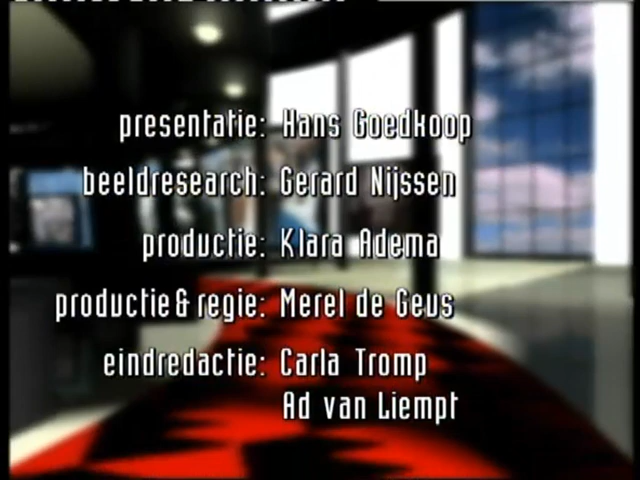 presentatie: Hans Goedkoop
beeldresearch: Gerard Nijssen
productie: Klara Adema
productie & regie: Merel de Geus
eindredactie: Carla Tromp
Ad van Liempt